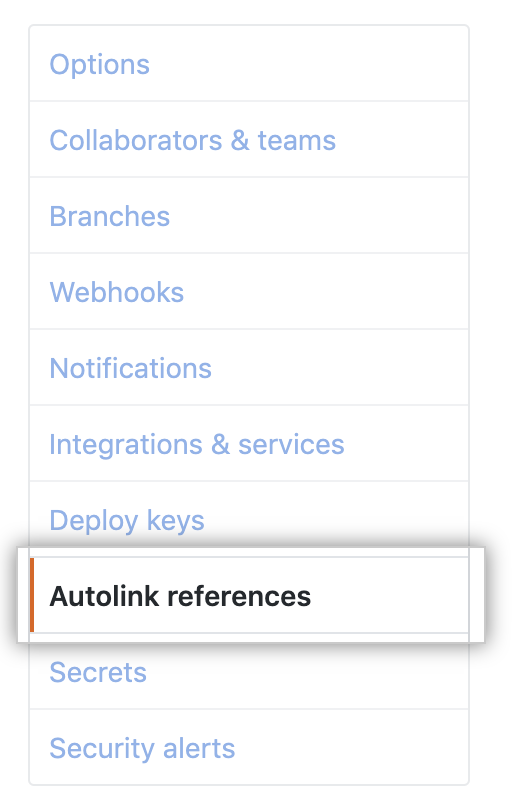 Options
Collaborators & teams
Branches
Webhooks
Notifications
Integrations & services
Deploy keys
Autolink references
Secrets
Security alerts